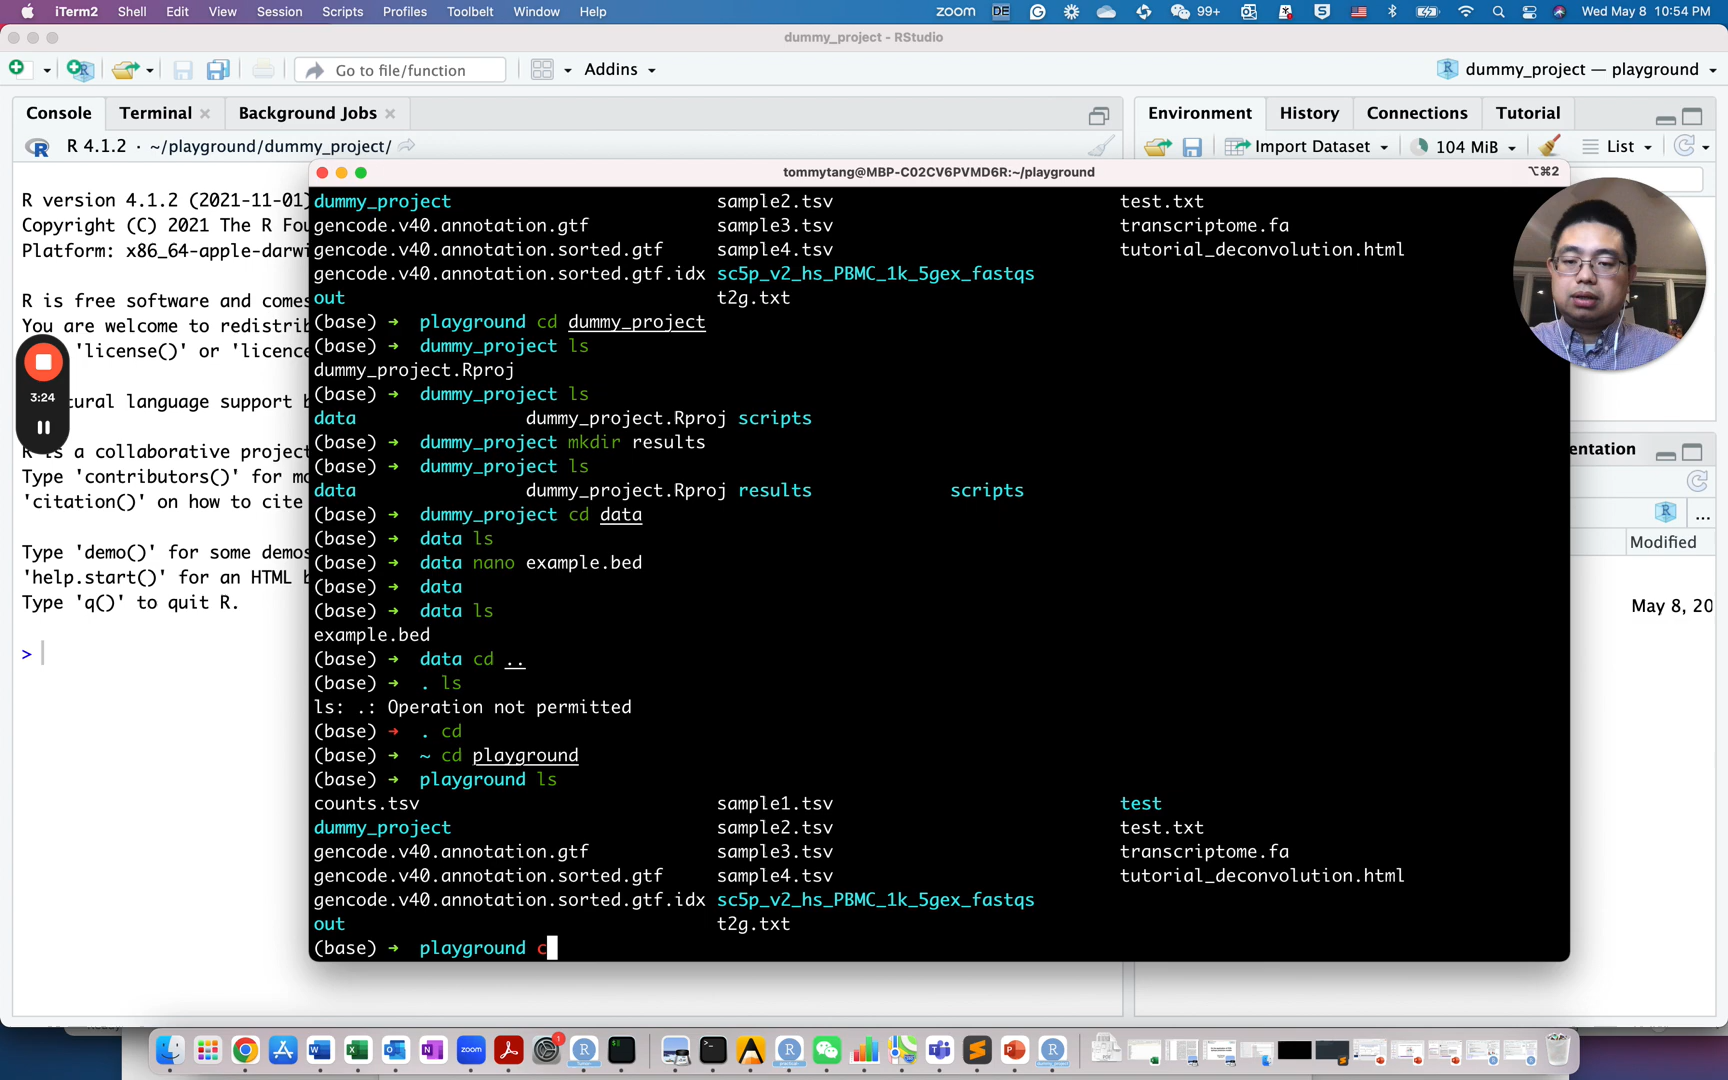 iTerm2 Shell Edit View Session Scripts Profiles Toolbelt Window Help zoom DE 99+ Wed May 8 10:54 PM
dummy_project - RStudio
Go to file/function Addins dummy_project — playground
Console Terminal Background Jobs Environment History Connections Tutorial
R 4.1.2 · ~/playground/dummy_project/ Import Dataset 104 MiB List
R version 4.1.2 (2021-11-01)
Copyright (C) 2021 The R Fou
Platform: x86_64-apple-darwi
R is free software and comes
You are welcome to redistrib
'license()' or 'licence
tural language support b
R is a collaborative project
Type 'contributors()' for mo
'citation()' on how to cite
Type 'demo()' for some demos
'help.start()' for an HTML b
Type 'q()' to quit R.
>
3:24
tommytang@MBP-C02CV6PVMD6R:~/playground ⌥⌘2
dummy_project sample2.tsv test.txt
gencode.v40.annotation.gtf sample3.tsv transcriptome.fa
gencode.v40.annotation.sorted.gtf sample4.tsv tutorial_deconvolution.html
gencode.v40.annotation.sorted.gtf.idx sc5p_v2_hs_PBMC_1k_5gex_fastqs
out t2g.txt
(base) → playground cd dummy_project
(base) → dummy_project ls
dummy_project.Rproj
(base) → dummy_project ls
data dummy_project.Rproj scripts
(base) → dummy_project mkdir results
(base) → dummy_project ls
data dummy_project.Rproj results scripts
(base) → dummy_project cd data
(base) → data ls
(base) → data nano example.bed
(base) → data
(base) → data ls
example.bed
(base) → data cd ..
(base) → . ls
ls: .: Operation not permitted
(base) → . cd
(base) → ~ cd playground
(base) → playground ls
counts.tsv sample1.tsv test
dummy_project sample2.tsv test.txt
gencode.v40.annotation.gtf sample3.tsv transcriptome.fa
gencode.v40.annotation.sorted.gtf sample4.tsv tutorial_deconvolution.html
gencode.v40.annotation.sorted.gtf.idx sc5p_v2_hs_PBMC_1k_5gex_fastqs
out t2g.txt
(base) → playground c
entation
...
Modified
May 8, 20
zoom